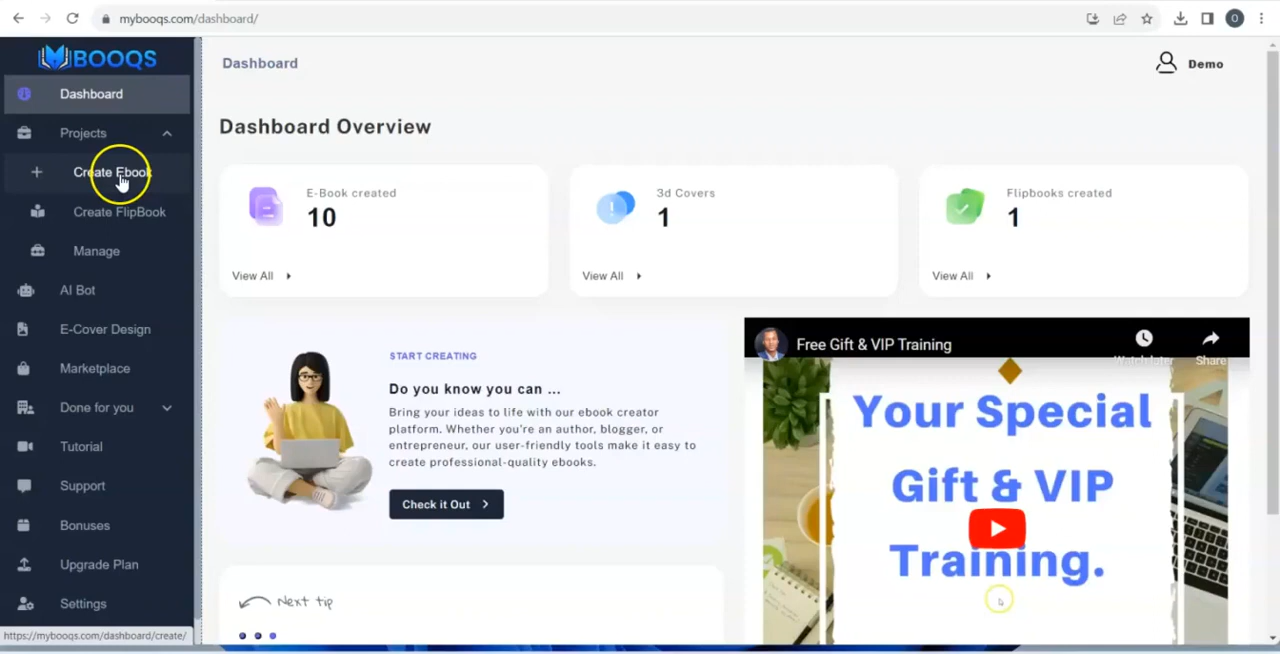 mybooqs.com/dashboard/
O
BOOQS
Dashboard
Projects
Create Ebook
Create FlipBook
Manage
AI Bot
E-Cover Design
Marketplace
Done for you
Tutorial
Support
Bonuses
Upgrade Plan
Settings
https://mybooqs.com/dashboard/create/
Dashboard
Demo
Dashboard Overview
E-Book created
10
View All
3d Covers
1
View All
Flipbooks created
1
View All
START CREATING
Do you know you can ...
Bring your ideas to life with our ebook creator
platform. Whether you're an author, blogger, or
entrepreneur, our user-friendly tools make it easy to
create professional-quality ebooks.
Check it Out
Next tip
Free Gift & VIP Training
Watch later
Share
Your Special
Gift & VIP
Training.